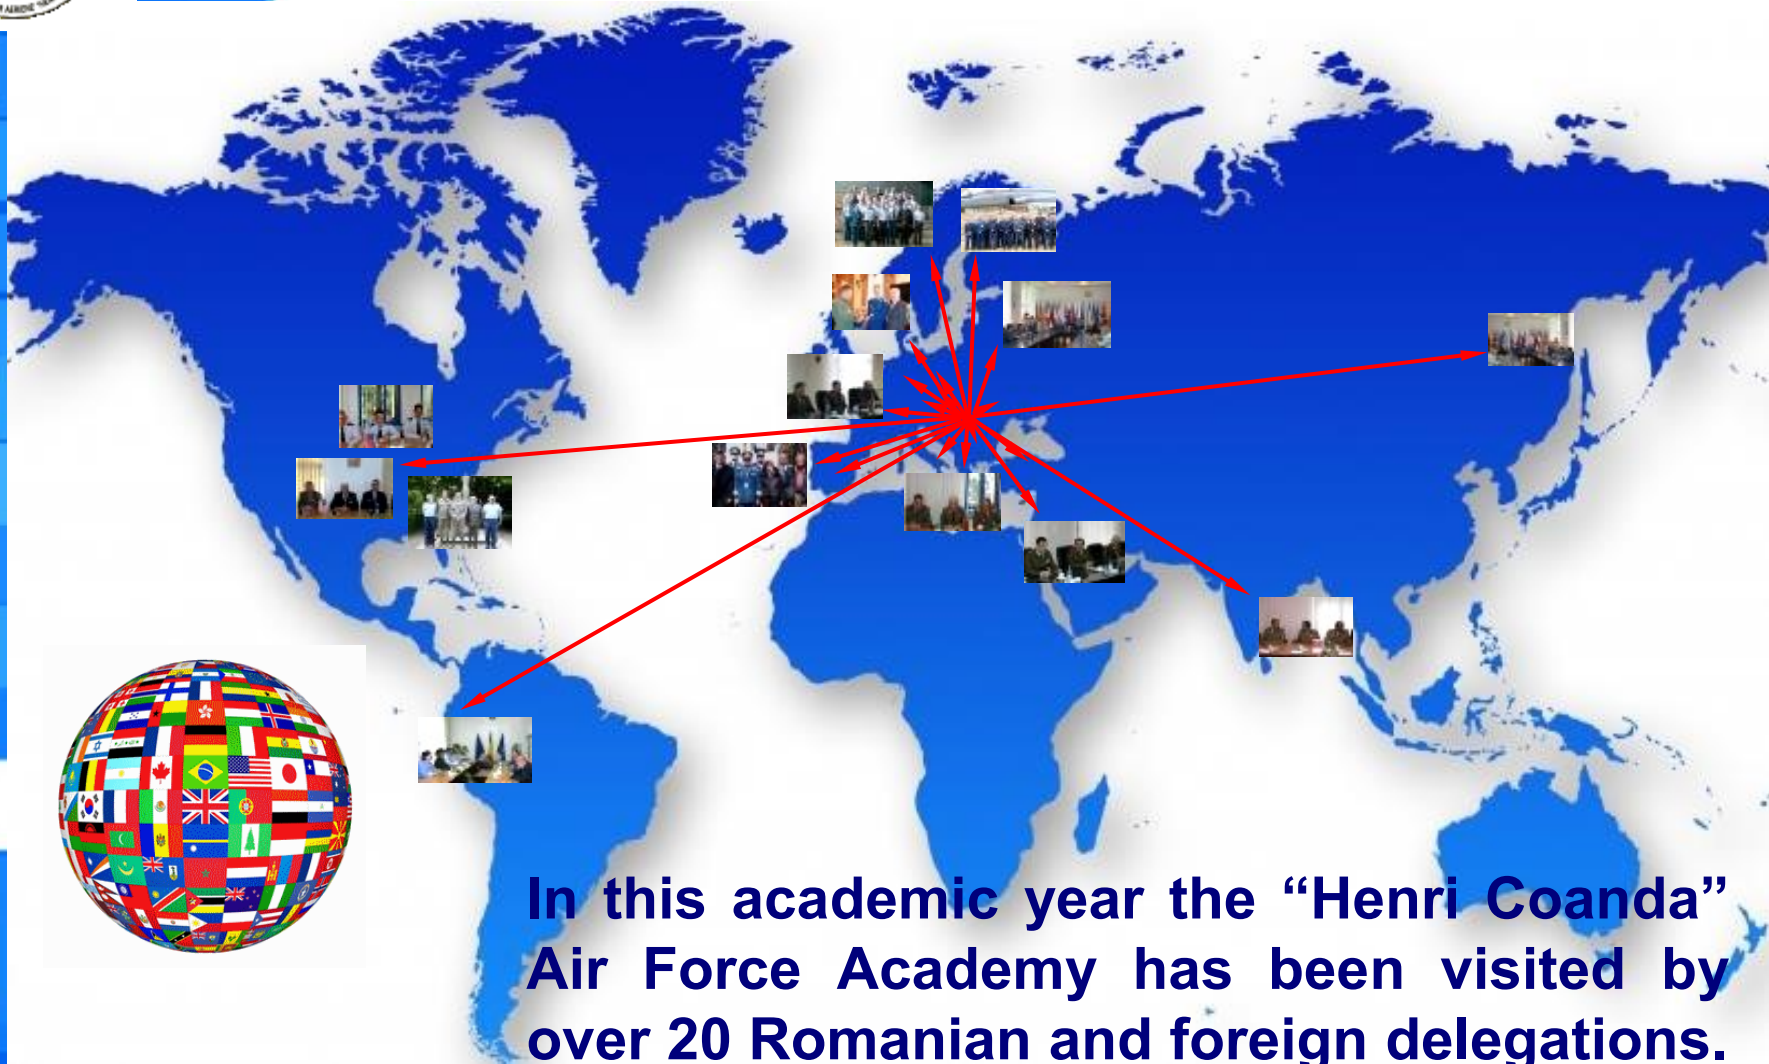 In this academic year the “Henri Coanda”
Air Force Academy has been visited by
over 20 Romanian and foreign delegations.